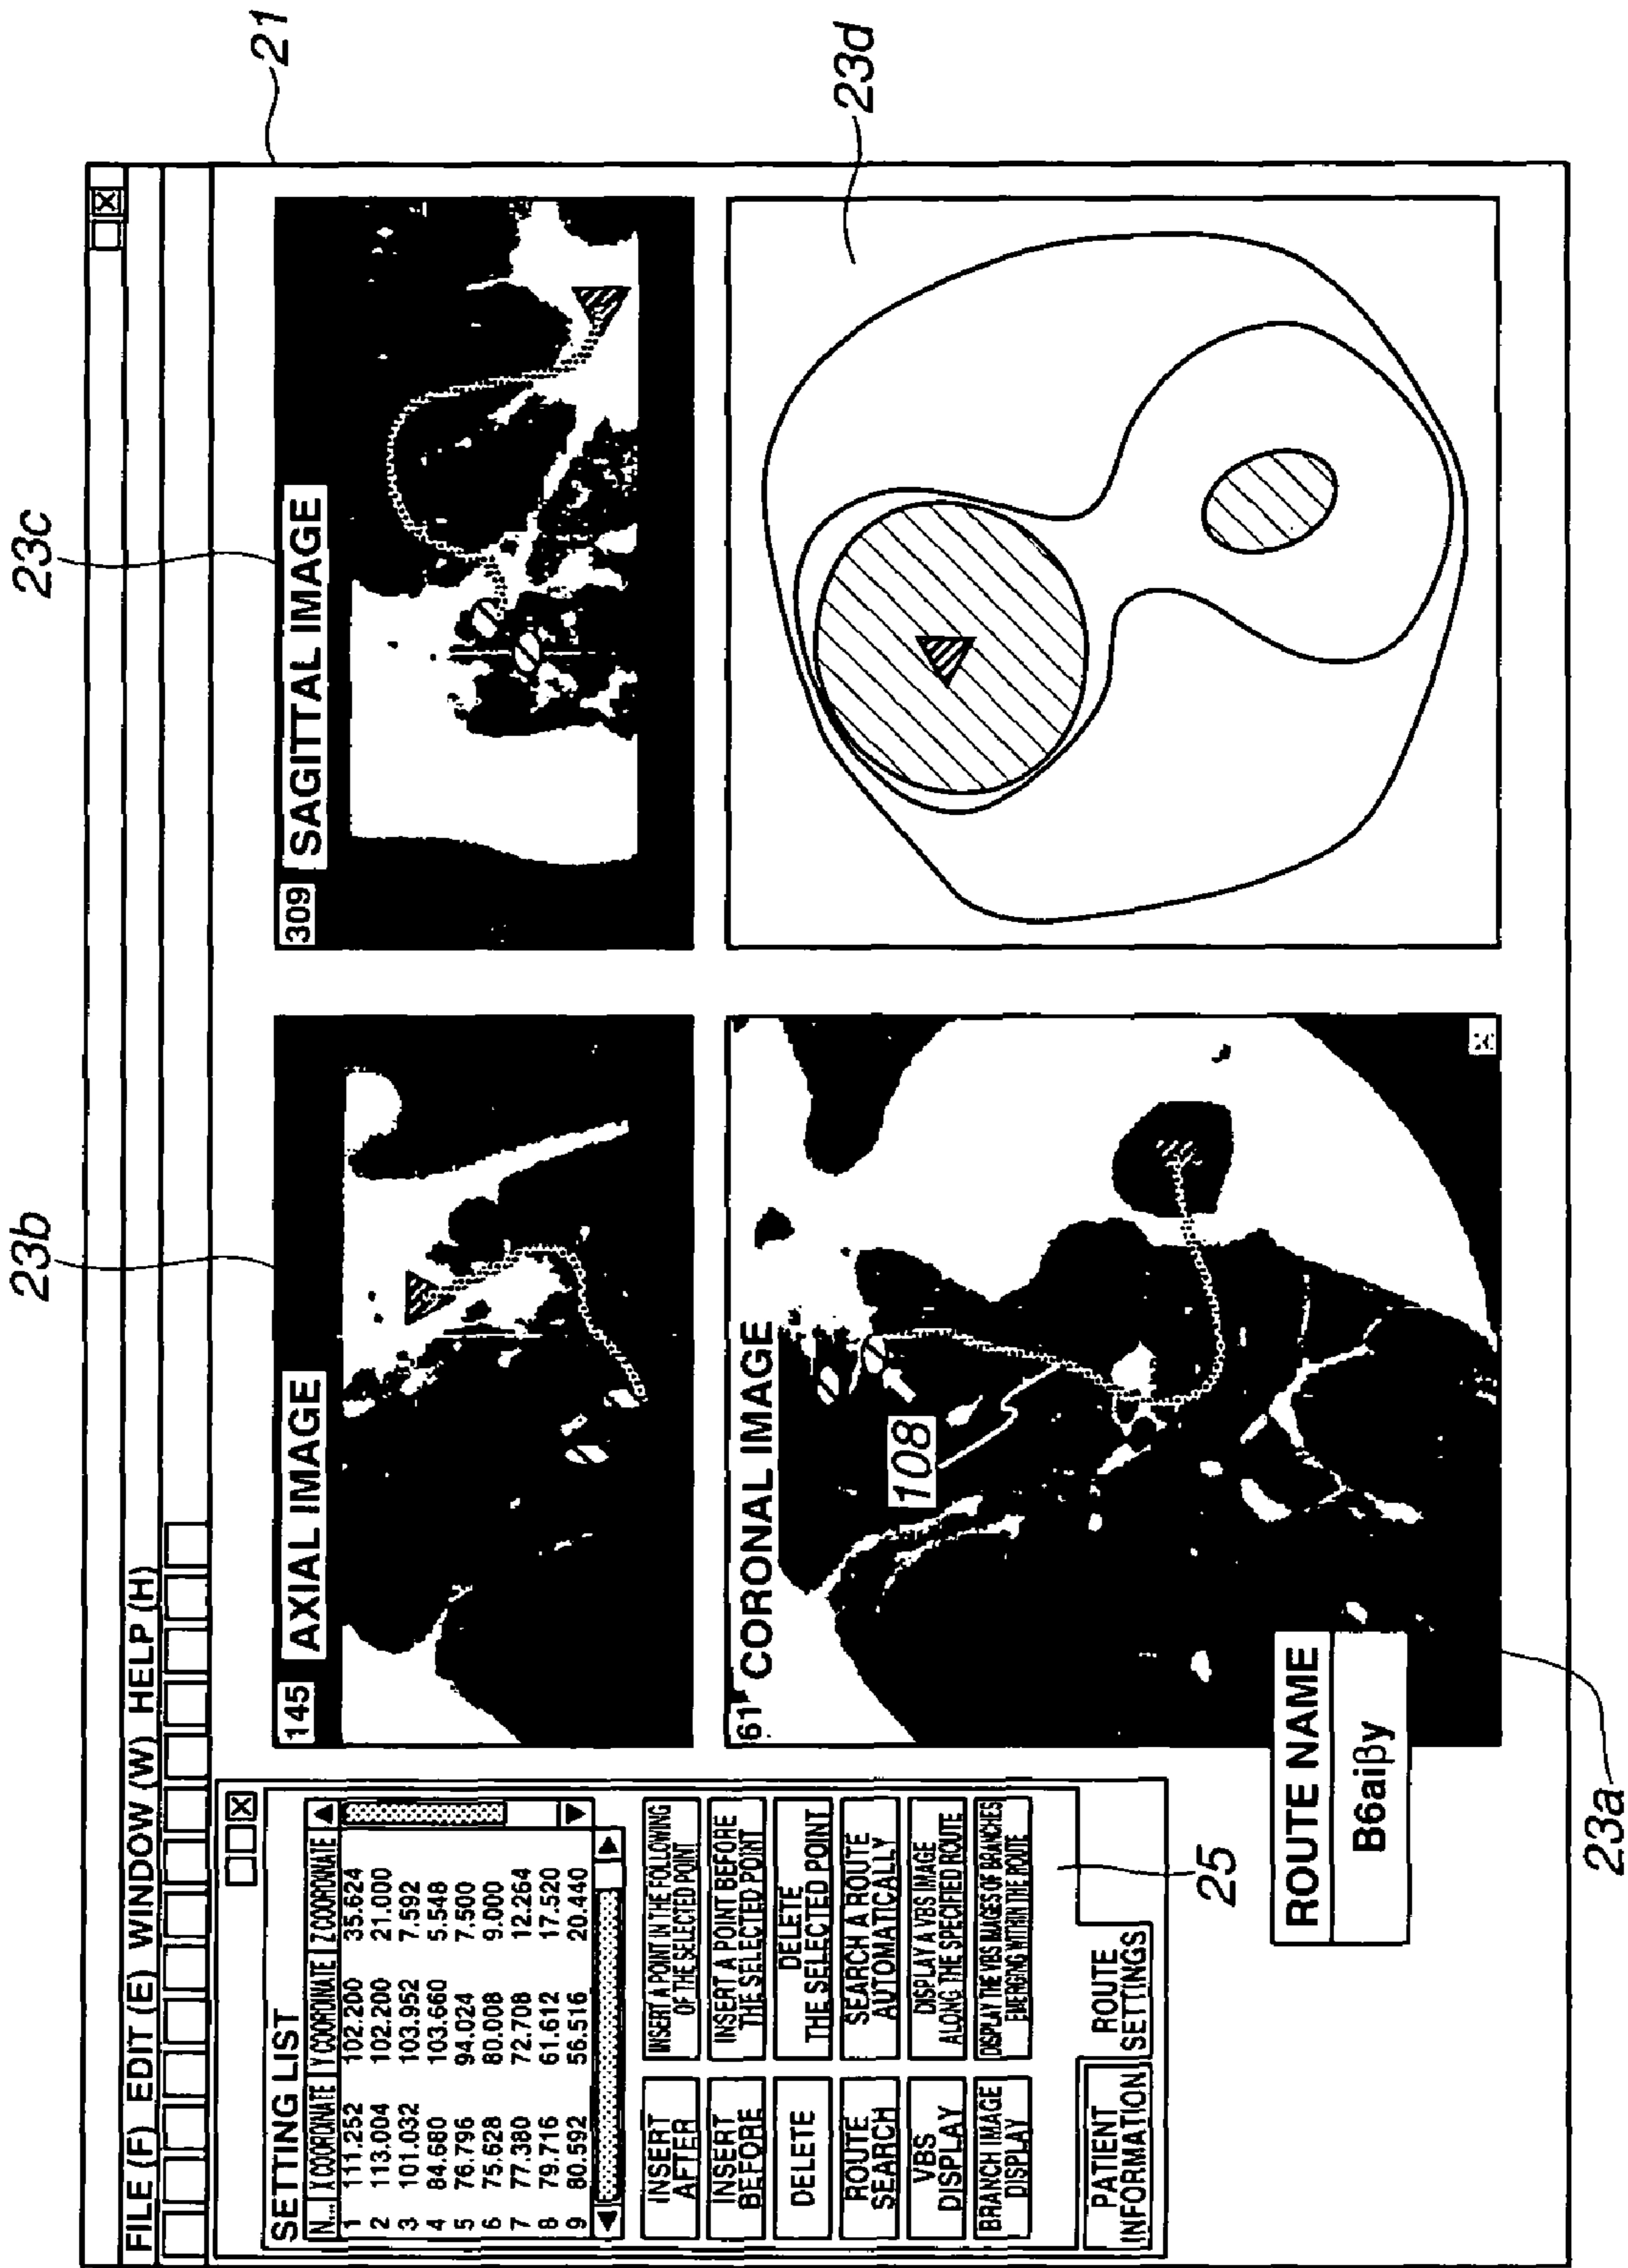 21
FILE (F) EDIT (E) WINDOW (W) HELP (H)
SETTING LIST
N... X COORDINATE Y COORDINATE Z COORDINATE
1 111.252 102.200 35.624
2 113.004 102.200 21.000
3 101.032 103.952 7.592
4 84.680 103.660 5.548
5 76.796 94.024 7.500
6 75.628 80.008 9.000
7 77.380 72.708 12.264
8 79.716 61.612 17.520
9 80.592 56.516 20.440
INSERT
AFTER
INSERT A POINT IN THE FOLLOWING
OF THE SELECTED POINT
INSERT
BEFORE
INSERT A POINT BEFORE
THE SELECTED POINT
DELETE
DELETE
THE SELECTED POINT
ROUTE
SEARCH
SEARCH A ROUTE
AUTOMATICALLY
VBS
DISPLAY
DISPLAY A VBS IMAGE
ALONG THE SPECIFIED ROUTE
BRANCH IMAGE
DISPLAY
DISPLAY THE VBS IMAGES OF BRANCHES
EMERGING WITHIN THE ROUTE
PATIENT
INFORMATION
ROUTE
SETTINGS
25
23b
145 AXIAL IMAGE
23c
309 SAGITTAL IMAGE
61 CORONAL IMAGE
108
23d
ROUTE NAME
B6aiβy
23a